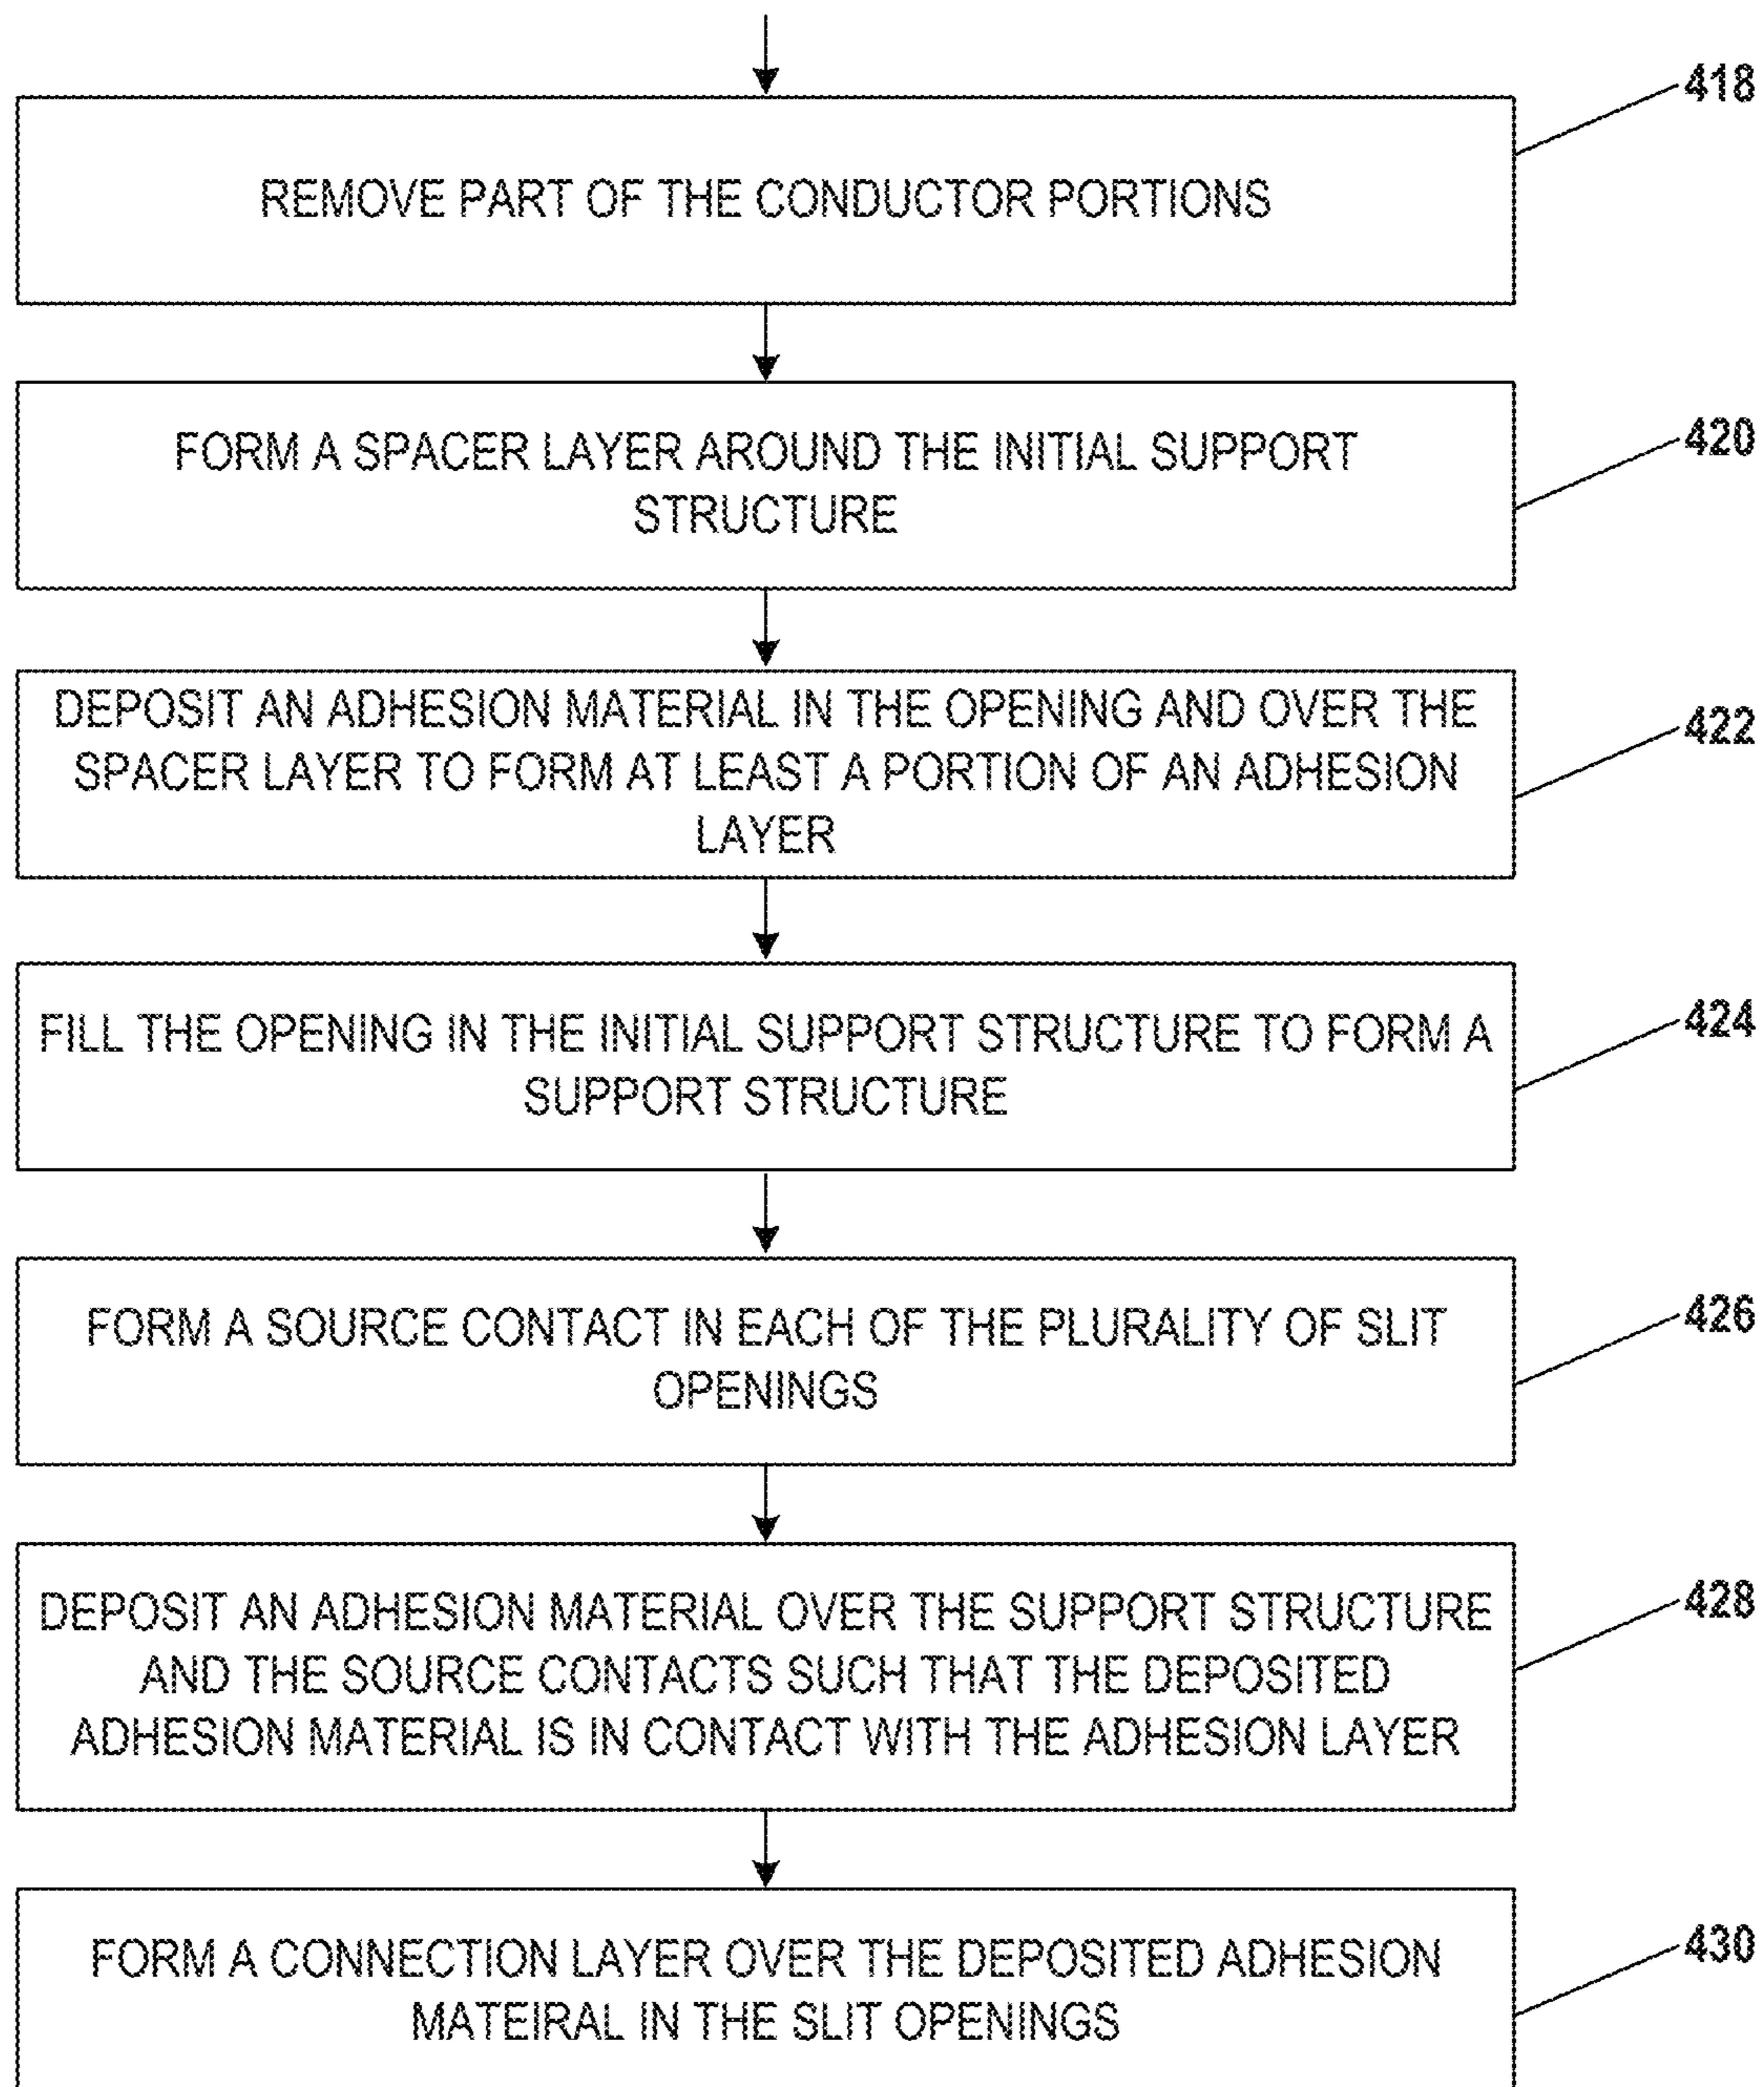 418
REMOVE PART OF THE CONDUCTOR PORTIONS
FORM A SPACER LAYER AROUND THE INITIAL SUPPORT
STRUCTURE
420
DEPOSIT AN ADHESION MATERIAL IN THE OPENING AND OVER THE
SPACER LAYER TO FORM AT LEAST A PORTION OF AN ADHESION
LAYER
422
FILL THE OPENING IN THE INITIAL SUPPORT STRUCTURE TO FORM A
SUPPORT STRUCTURE
424
FORM A SOURCE CONTACT IN EACH OF THE PLURALITY OF SLIT
OPENINGS
426
DEPOSIT AN ADHESION MATERIAL OVER THE SUPPORT STRUCTURE
AND THE SOURCE CONTACTS SUCH THAT THE DEPOSITED
ADHESION MATERIAL IS IN CONTACT WITH THE ADHESION LAYER
428
FORM A CONNECTION LAYER OVER THE DEPOSITED ADHESION
MATEIRAL IN THE SLIT OPENINGS
430